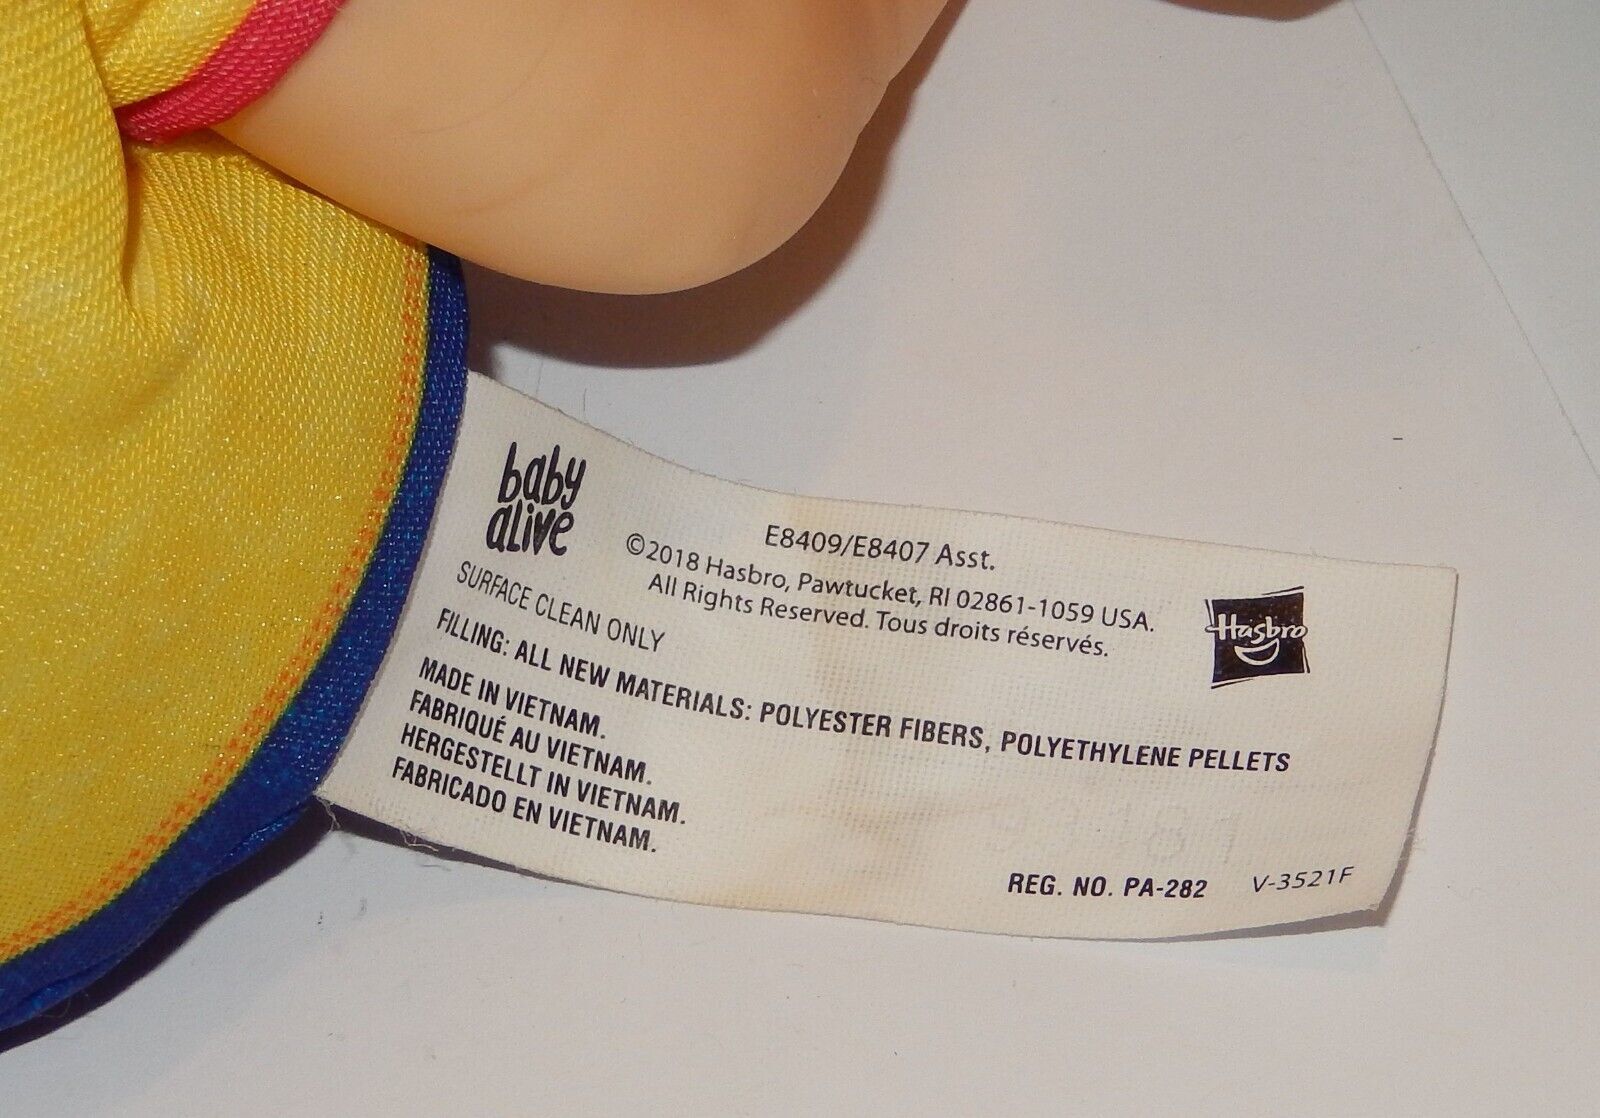 baby
alive
E8409/E8407 Asst.
©2018 Hasbro, Pawtucket, RI 02861-1059 USA.
All Rights Reserved. Tous droits réservés.
Hasbro
SURFACE CLEAN ONLY
FILLING: ALL NEW MATERIALS: POLYESTER FIBERS, POLYETHYLENE PELLETS
MADE IN VIETNAM.
FABRIQUÉ AU VIETNAM.
HERGESTELLT IN VIETNAM.
FABRICADO EN VIETNAM.
REG. NO. PA-282 V-3521F